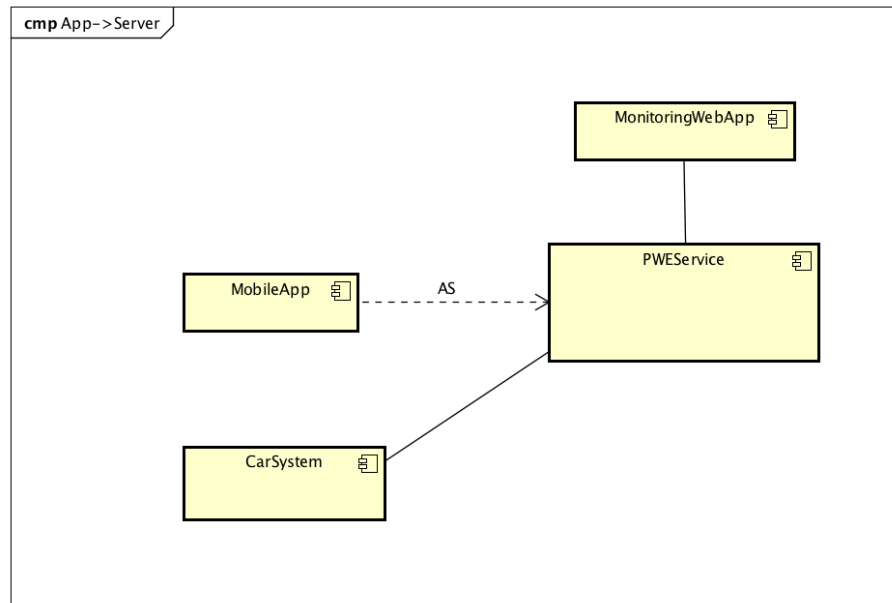 cmp App->Server
MonitoringWebApp
PWEService
MobileApp
AS
CarSystem